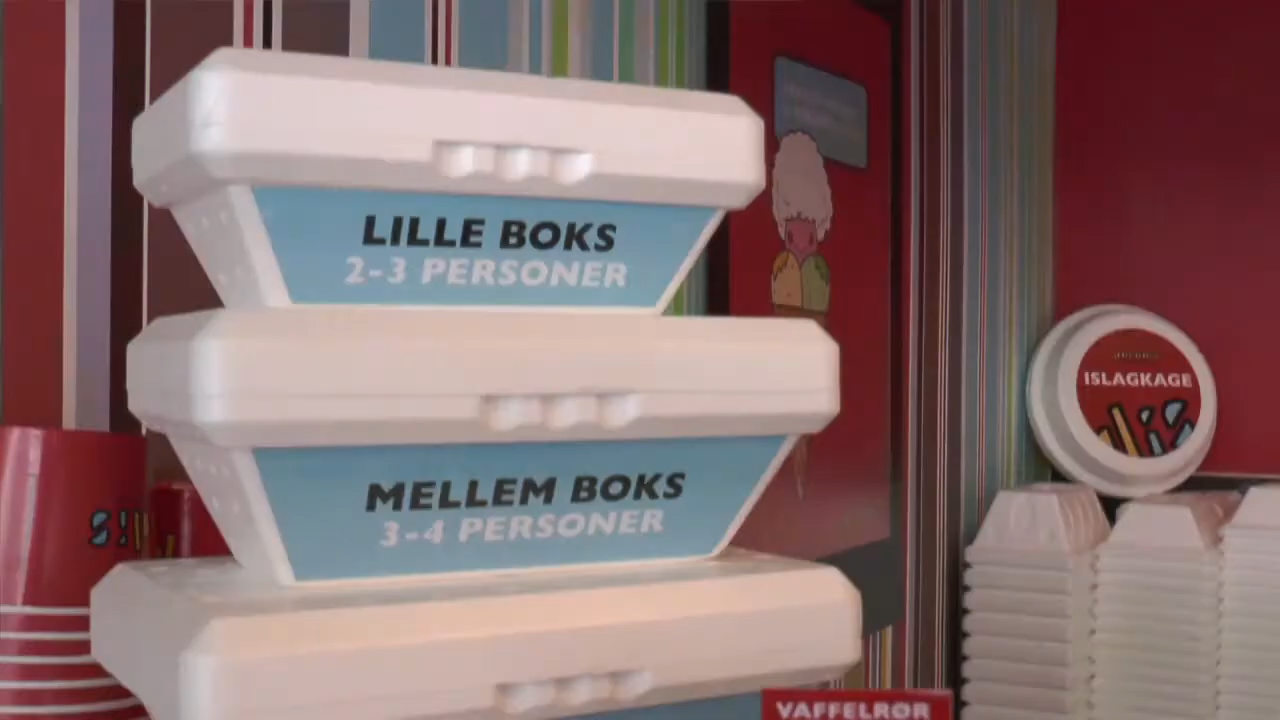 LILLE BOKS
2-3 PERSONER
MELLEM BOKS
3-4 PERSONER
ISLAGKAGE
VAFFELRØR